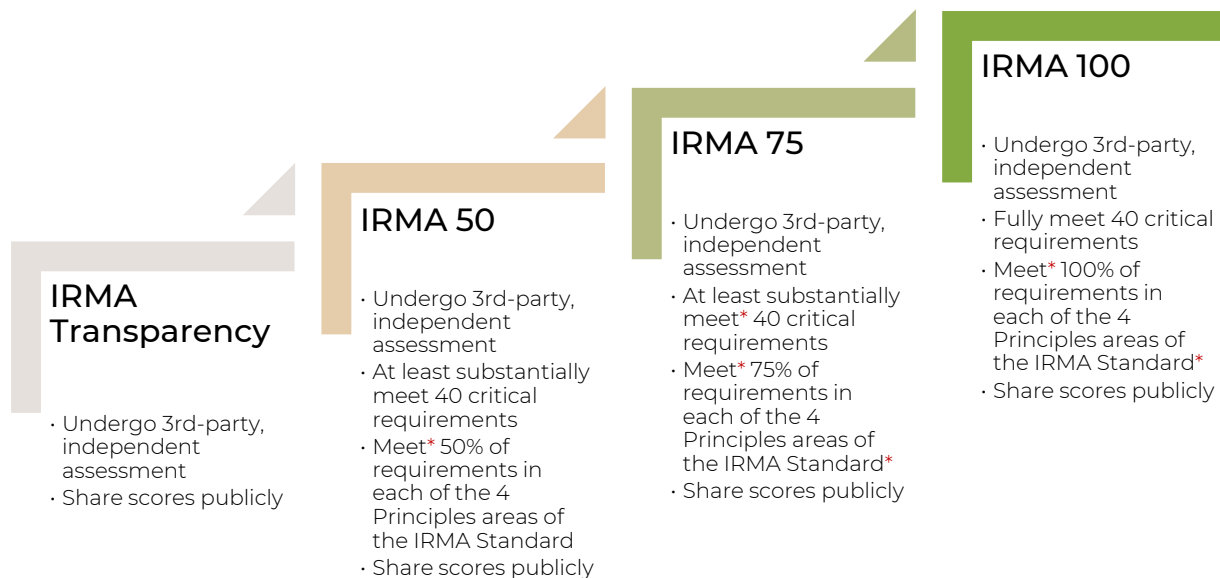 IRMA
Transparency
· Undergo 3rd-party,
independent
assessment
· Share scores publicly
IRMA 50
· Undergo 3rd-party,
independent
assessment
· At least substantially
meet 40 critical
requirements
· Meet* 50% of
requirements in
each of the 4
Principles areas of
the IRMA Standard
· Share scores publicly
IRMA 75
· Undergo 3rd-party,
independent
assessment
· At least substantially
meet* 40 critical
requirements
· Meet* 75% of
requirements in
each of the 4
Principles areas of
the IRMA Standard*
· Share scores publicly
IRMA 100
· Undergo 3rd-party,
independent
assessment
· Fully meet 40 critical
requirements
· Meet* 100% of
requirements in
each of the 4
Principles areas of
the IRMA Standard*
· Share scores publicly